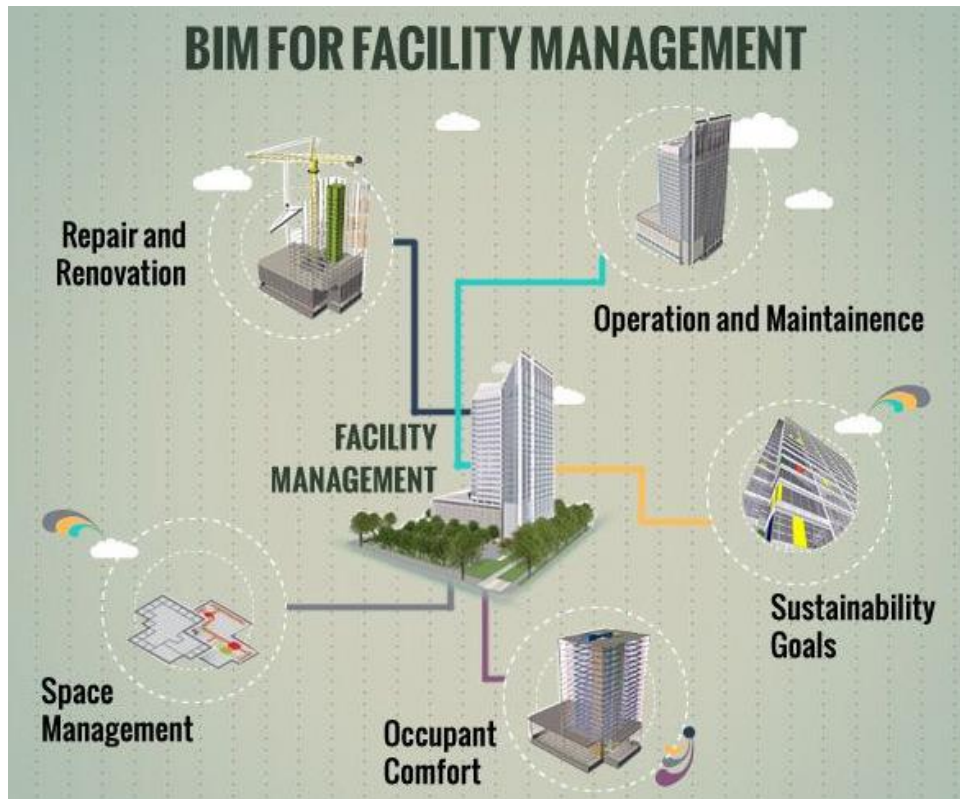 BIM FOR FACILITY MANAGEMENT
Repair and
Renovation
Operation and Maintainence
FACILITY
MANAGEMENT
Sustainability
Goals
Space
Management
Occupant
Comfort